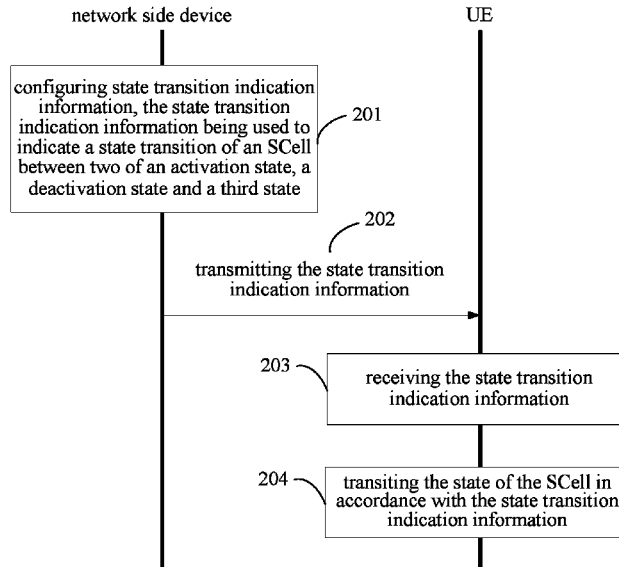 network side device
UE
configuring state transition indication
information, the state transition
indication information being used to
indicate a state transition of an SCell
between two of an activation state, a
deactivation state and a third state
201
202
transmitting the state transition
indication information
203
receiving the state transition
indication information
204
transiting the state of the SCell in
accordance with the state transition
indication information